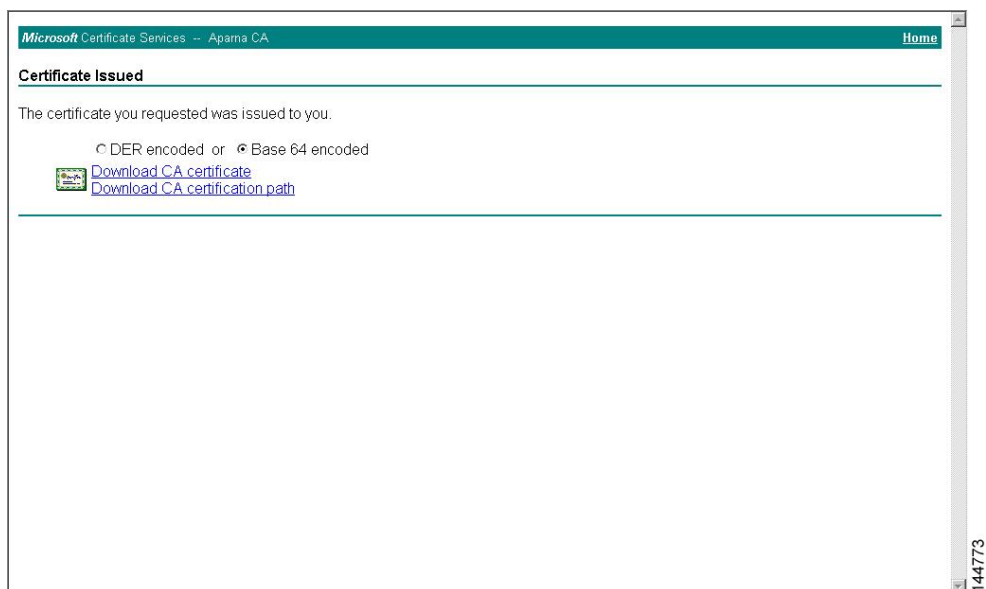 Microsoft Certificate Services -- Aparna CA Home
Certificate Issued
The certificate you requested was issued to you.
DER encoded or Base 64 encoded
Download CA certificate
Download CA certification path
144773